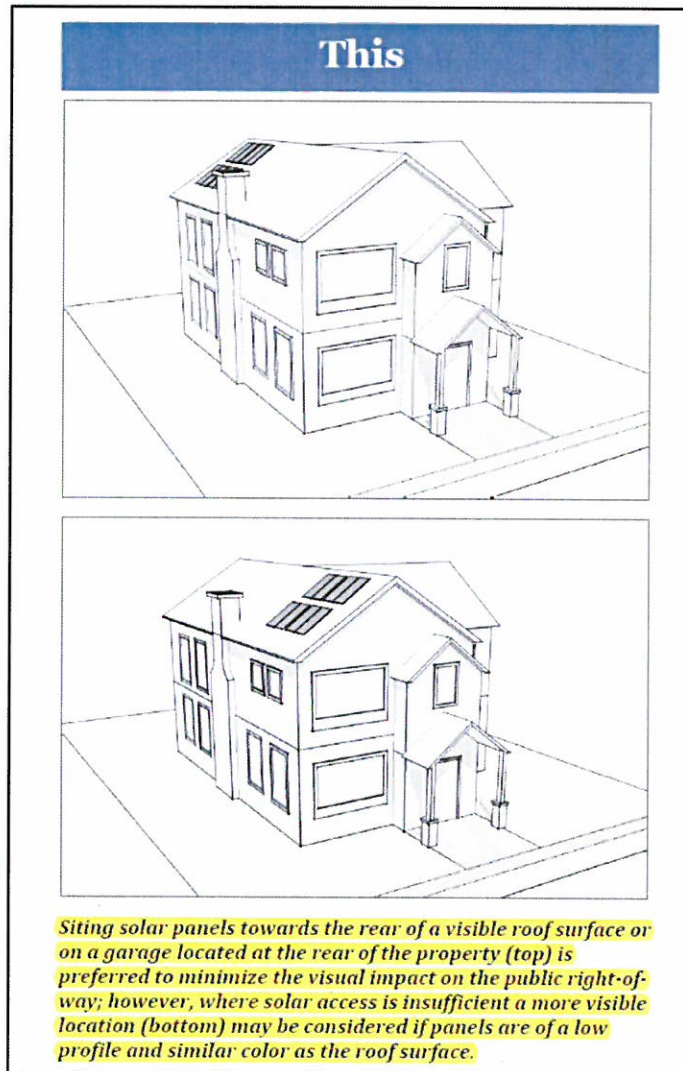 This
Siting solar panels towards the rear of a visible roof surface or
on a garage located at the rear of the property (top) is
preferred to minimize the visual impact on the public right-of-
way; however, where solar access is insufficient a more visible
location (bottom) may be considered if panels are of a low
profile and similar color as the roof surface.